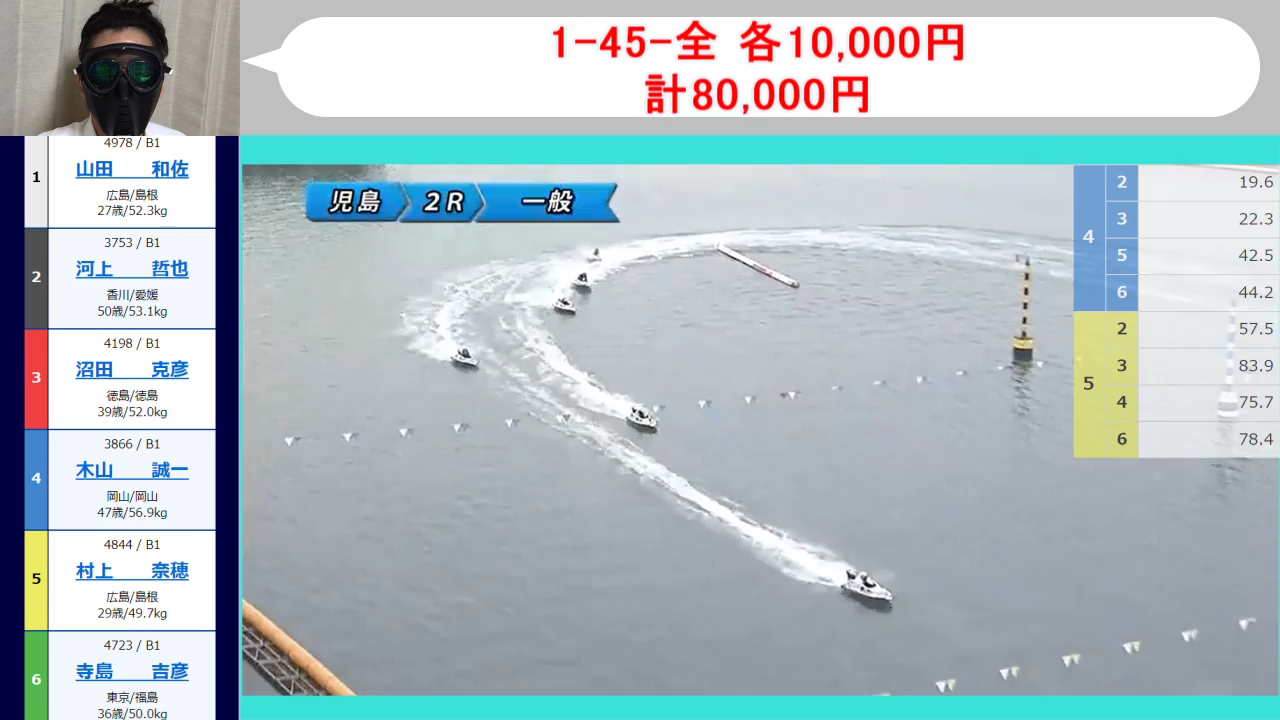 1-45-全 各10,000円
計80,000円
1
4978 / B1
山田 和佐
広島/島根
27歳/52.3kg
2
3753 / B1
河上 哲也
香川/愛媛
50歳/53.1kg
3
4198 / B1
沼田 克彦
徳島/徳島
39歳/52.0kg
4
3866 / B1
木山 誠一
岡山/岡山
47歳/56.9kg
5
4844 / B1
村上 奈穂
広島/島根
29歳/49.7kg
6
4723 / B1
寺島 吉彦
東京/福島
36歳/50.0kg
児島 2R 一般
4
2 19.6
3 22.3
5 42.5
6 44.2
5
2 57.5
3 83.9
4 75.7
6 78.4